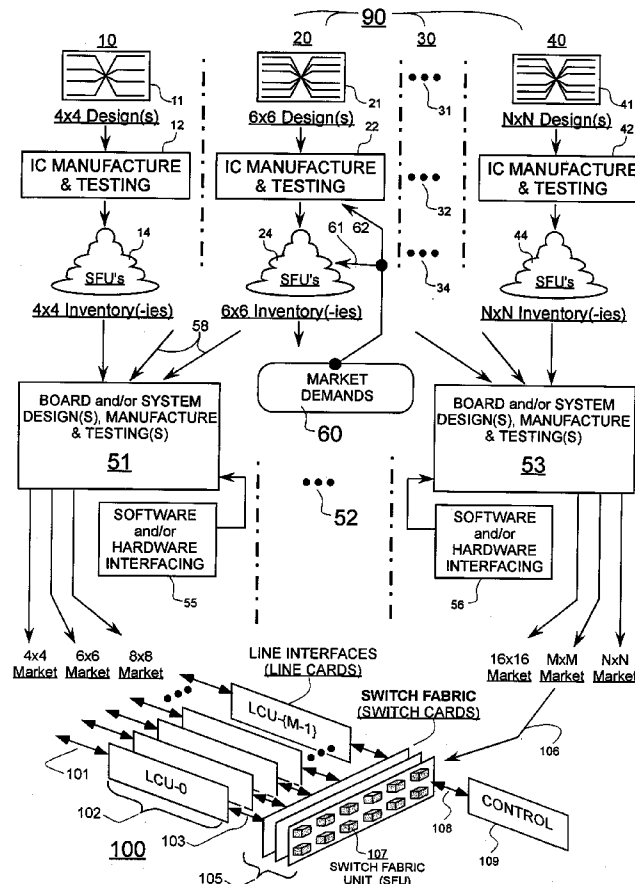 90
10
20
30
40
11
21
31
41
4x4 Design(s)
6x6 Design(s)
NxN Design(s)
12
22
42
IC MANUFACTURE
& TESTING
IC MANUFACTURE
& TESTING
32
IC MANUFACTURE
& TESTING
14
24
61
62
34
44
SFU's
SFU's
SFU's
4x4 Inventory(-ies)
6x6 Inventory(-ies)
NxN Inventory(-ies)
58
MARKET
DEMANDS
60
BOARD and/or SYSTEM
DESIGN(S), MANUFACTURE
& TESTING(S)
51
BOARD and/or SYSTEM
DESIGN(S), MANUFACTURE
& TESTING(S)
53
52
SOFTWARE
and/or
HARDWARE
INTERFACING
55
SOFTWARE
and/or
HARDWARE
INTERFACING
56
4x4
Market
6x6
Market
8x8
Market
16x16
Market
MxM
Market
NxN
Market
LINE INTERFACES
(LINE CARDS)
SWITCH FABRIC
(SWITCH CARDS)
LCU-(M-1)
LCU-0
101
102
103
100
105
106
107
SWITCH FABRIC
UNIT (SFU)
108
CONTROL
109